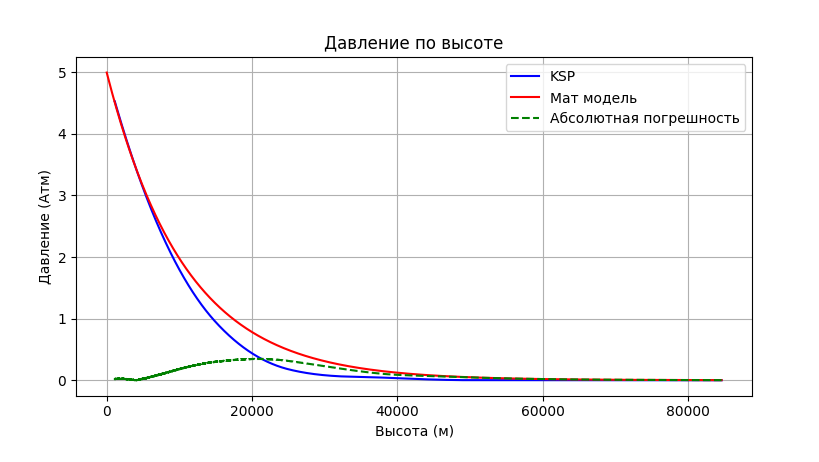 Давление по высоте
KSP
Мат модель
Абсолютная погрешность
Давление (Атм)
5
4
3
2
1
0
0 20000 40000 60000 80000
Высота (м)